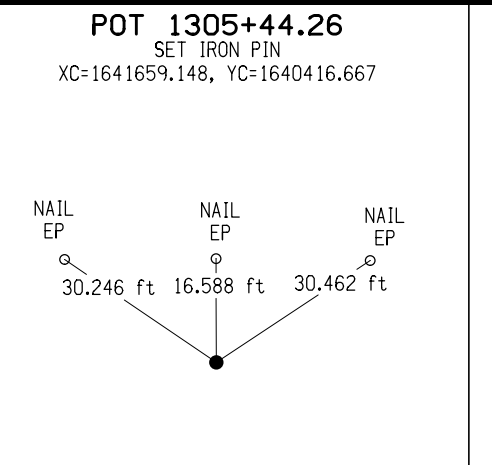 POT 1305+44.26
SET IRON PIN
XC=1641659.148, YC=1640416.667
NAIL
EP
NAIL
EP
NAIL
EP
30.246 ft
16.588 ft
30.462 ft